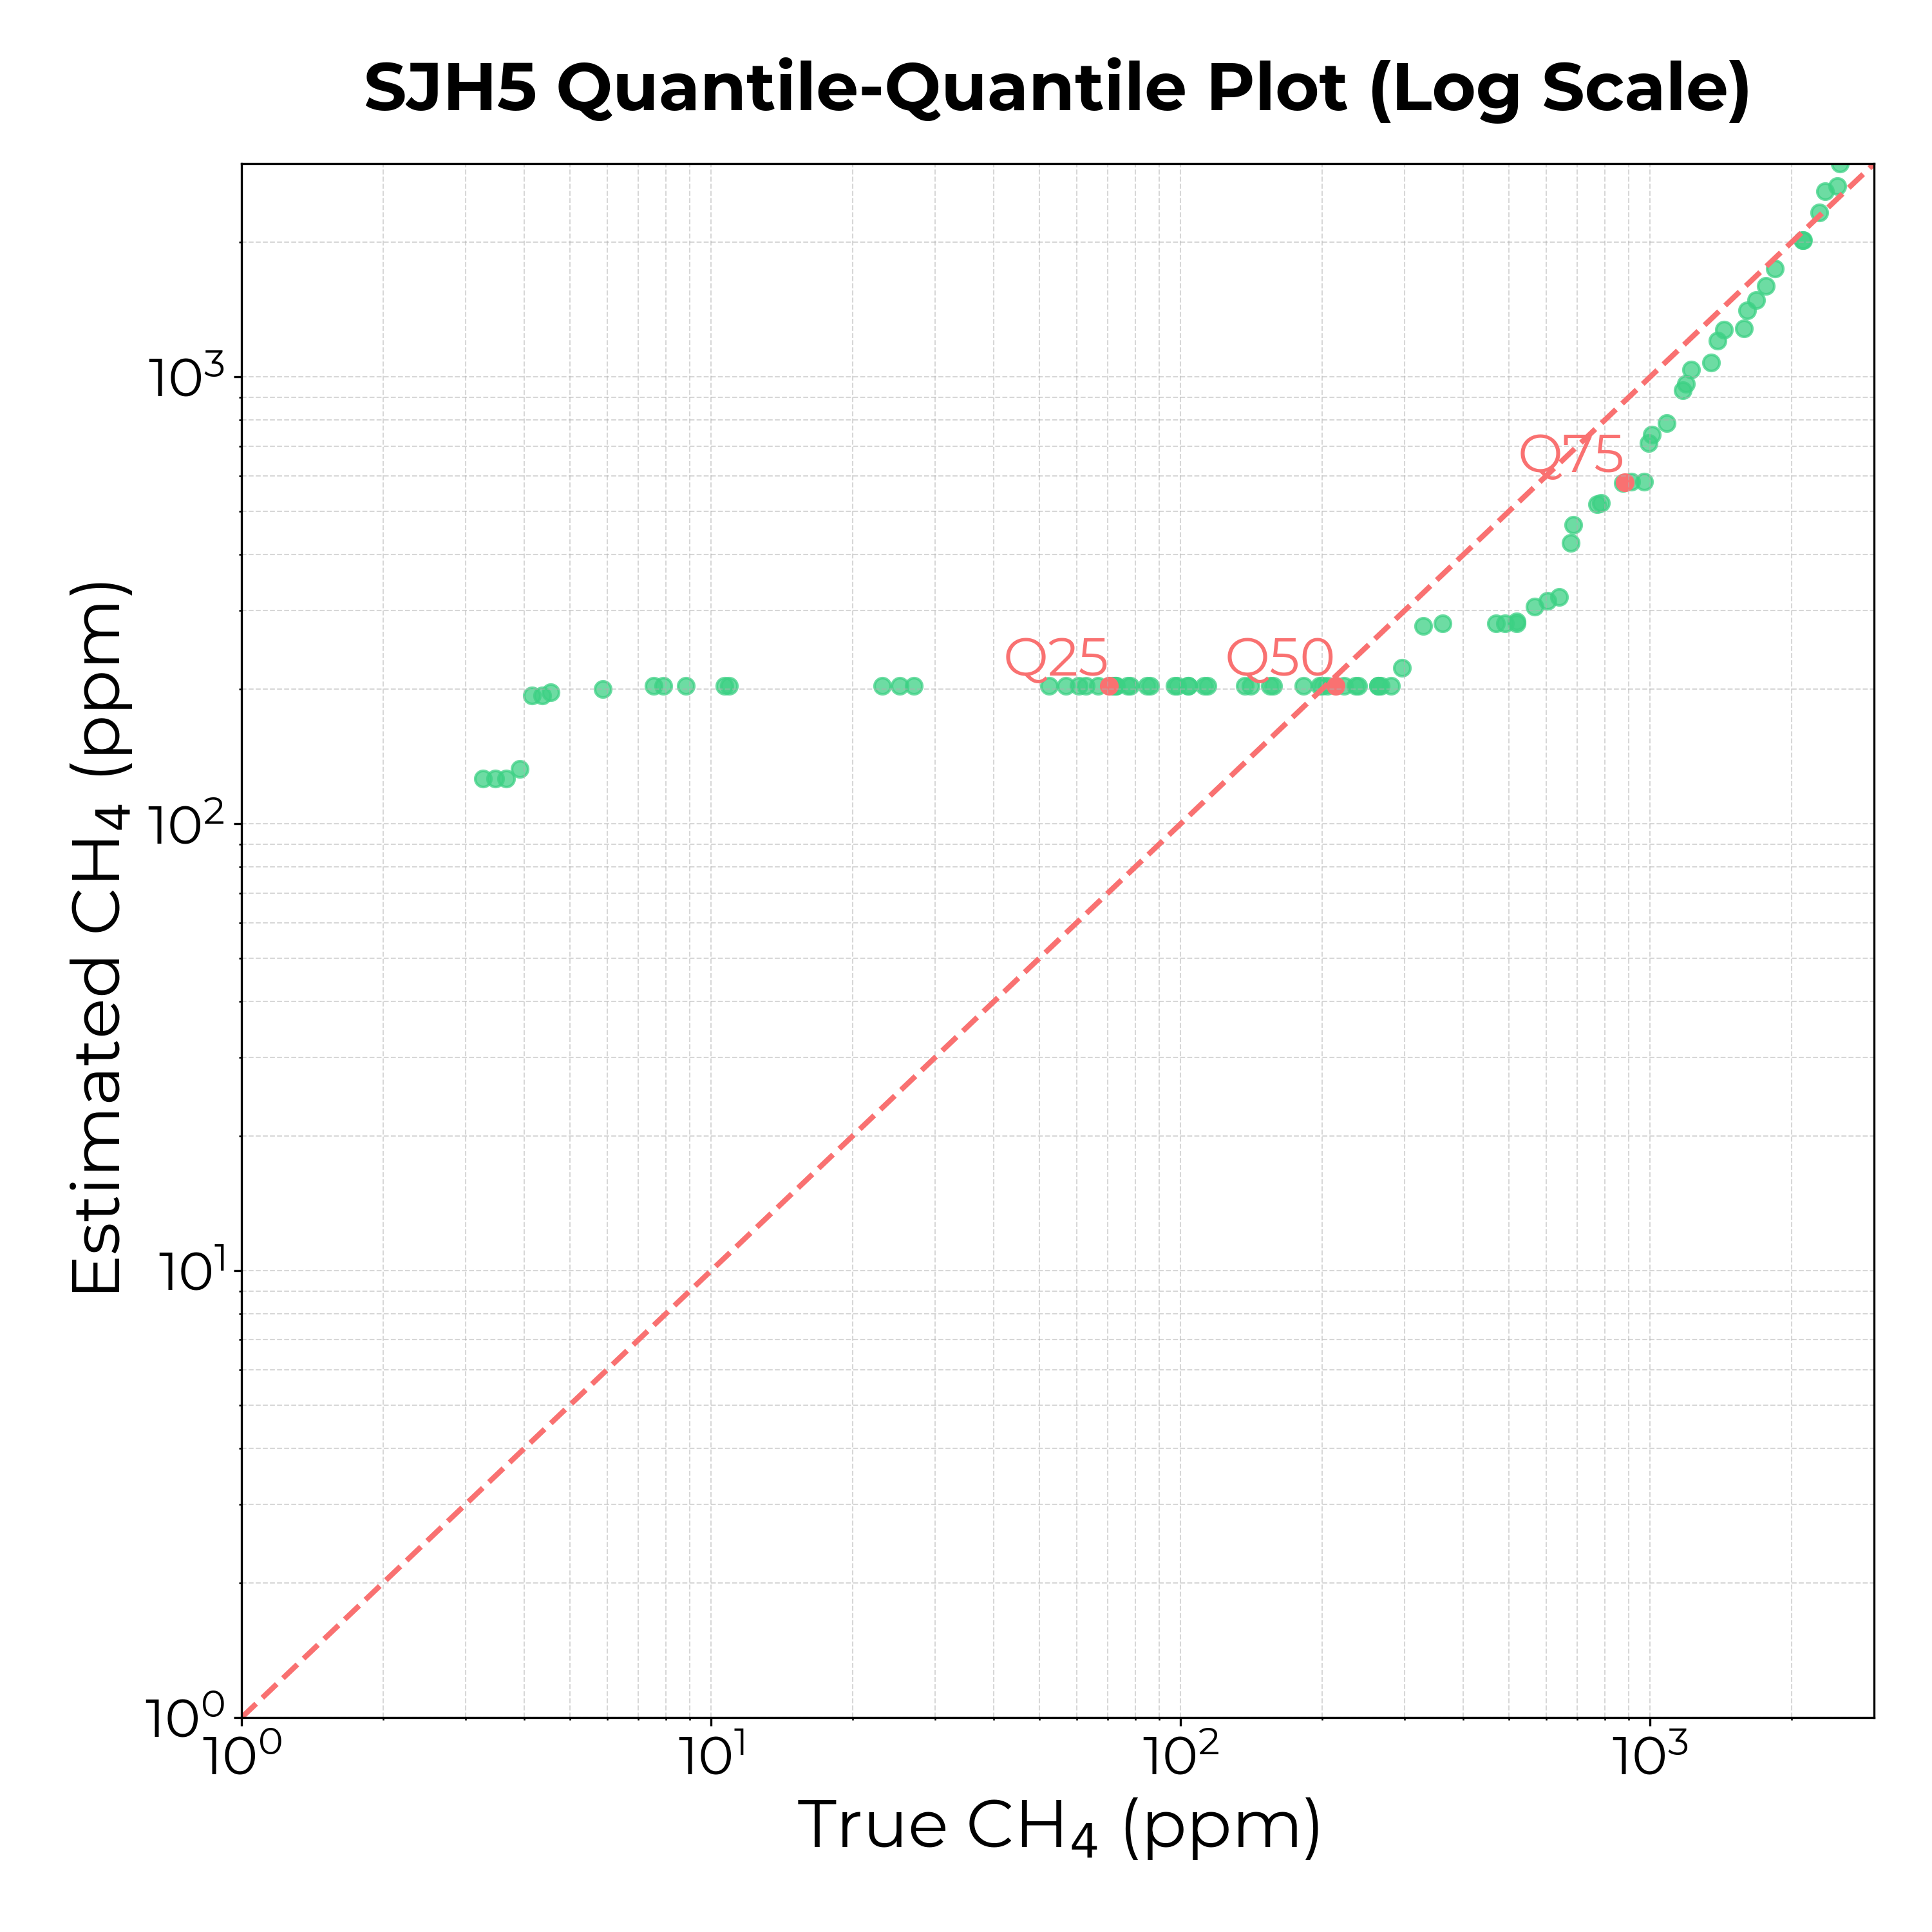 SJH5 Quantile-Quantile Plot (Log Scale)
Estimated CH₄ (ppm)
10³
10²
10¹
10⁰
Q75
Q25 Q50
10⁰ 10¹ 10² 10³
True CH₄ (ppm)